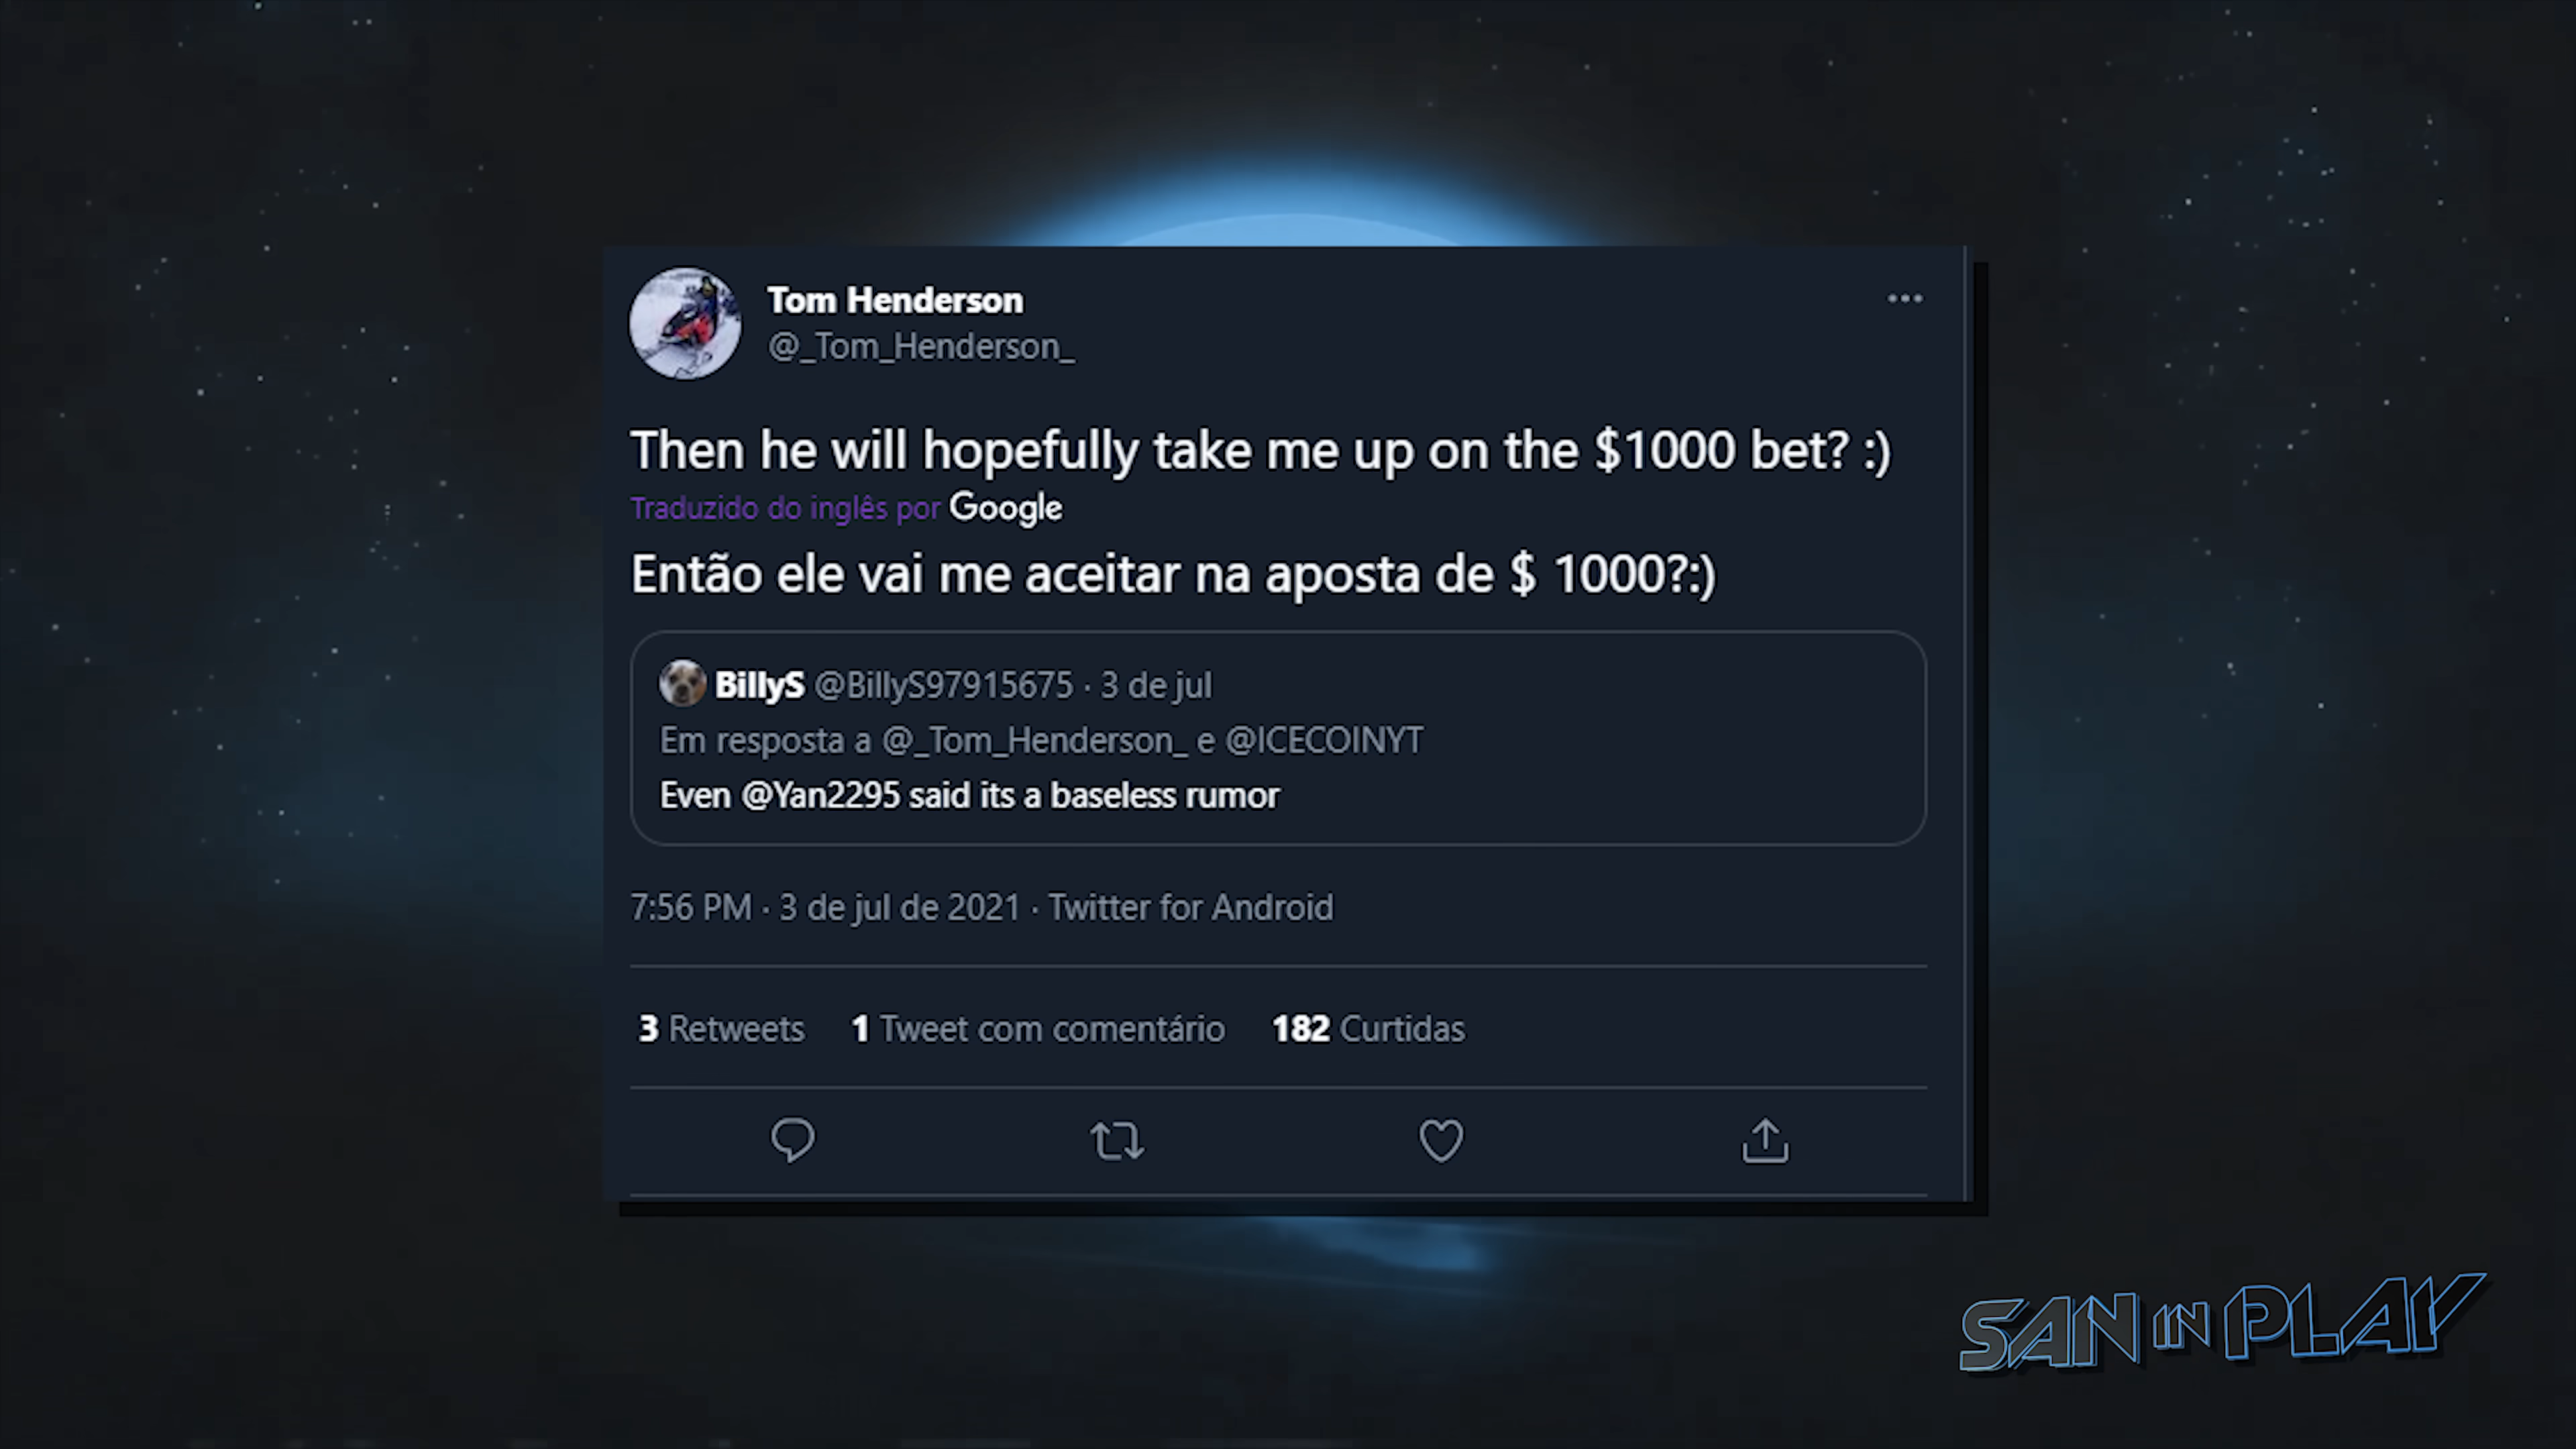 Tom Henderson
@_Tom_Henderson_
Then he will hopefully take me up on the $1000 bet? :)
Traduzido do inglês por Google
Então ele vai me aceitar na aposta de $ 1000?:)
BillyS @BillyS97915675 · 3 de jul
Em resposta a @_Tom_Henderson_ e @ICECOINYT
Even @Yan2295 said its a baseless rumor
7:56 PM · 3 de jul de 2021 · Twitter for Android
3 Retweets 1 Tweet com comentário 182 Curtidas
SAN IN PLAY